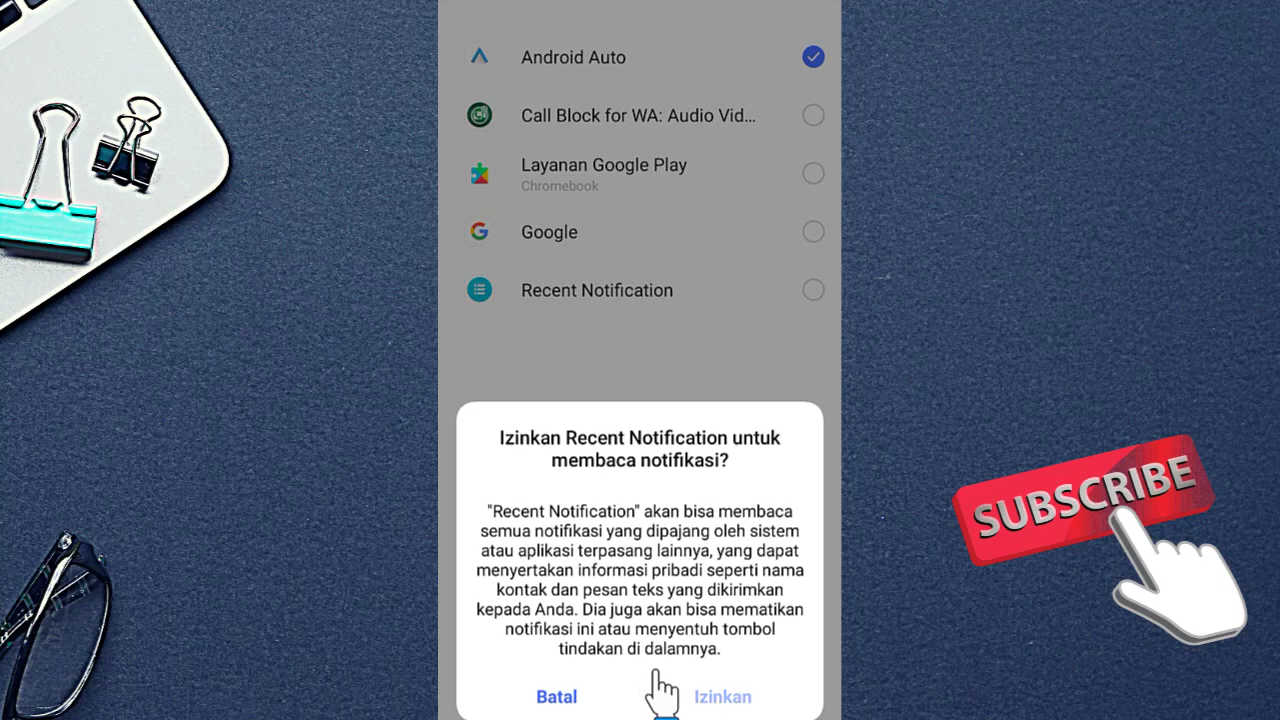 Android Auto
Call Block for WA: Audio Vid...
Layanan Google Play
Chromebook
Google
Recent Notification
Izinkan Recent Notification untuk
membaca notifikasi?
"Recent Notification" akan bisa membaca
semua notifikasi yang dipajang oleh sistem
atau aplikasi terpasang lainnya, yang dapat
menyertakan informasi pribadi seperti nama
kontak dan pesan teks yang dikirimkan
kepada Anda. Dia juga akan bisa mematikan
notifikasi ini atau menyentuh tombol
tindakan di dalamnya.
Batal
Izinkan
SUBSCRIBE